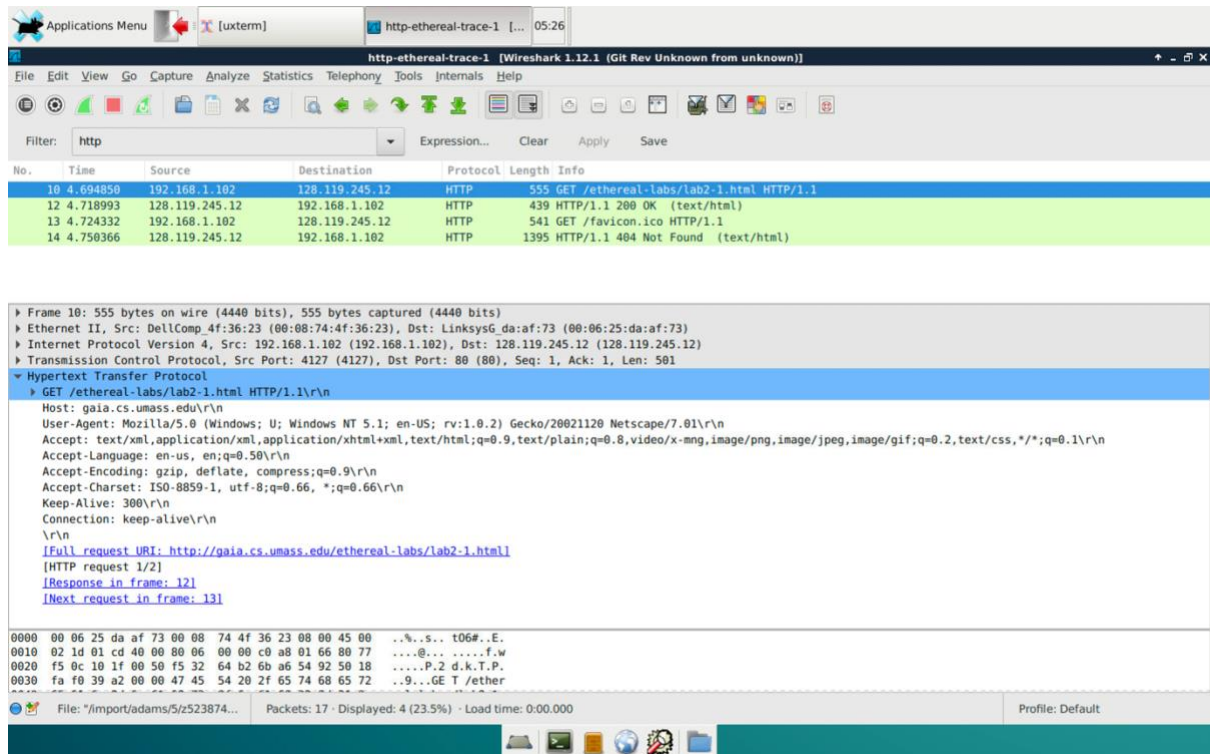 Applications Menu [uxterm] http-ethereal-trace-1 [... 05:26
http-ethereal-trace-1 [Wireshark 1.12.1 (Git Rev Unknown from unknown)]
File Edit View Go Capture Analyze Statistics Telephony Tools Internals Help
Filter: http Expression... Clear Apply Save
No. Time Source Destination Protocol Length Info
10 4.694850 192.168.1.102 128.119.245.12 HTTP 555 GET /ethereal-labs/lab2-1.html HTTP/1.1
12 4.718993 128.119.245.12 192.168.1.102 HTTP 439 HTTP/1.1 200 OK (text/html)
13 4.724332 192.168.1.102 128.119.245.12 HTTP 541 GET /favicon.ico HTTP/1.1
14 4.750366 128.119.245.12 192.168.1.102 HTTP 1395 HTTP/1.1 404 Not Found (text/html)
Frame 10: 555 bytes on wire (4440 bits), 555 bytes captured (4440 bits)
Ethernet II, Src: DellComp_4f:36:23 (00:08:74:4f:36:23), Dst: LinksysG_da:af:73 (00:06:25:da:af:73)
Internet Protocol Version 4, Src: 192.168.1.102 (192.168.1.102), Dst: 128.119.245.12 (128.119.245.12)
Transmission Control Protocol, Src Port: 4127 (4127), Dst Port: 80 (80), Seq: 1, Ack: 1, Len: 501
Hypertext Transfer Protocol
GET /ethereal-labs/lab2-1.html HTTP/1.1\r\n
Host: gaia.cs.umass.edu\r\n
User-Agent: Mozilla/5.0 (Windows; U; Windows NT 5.1; en-US; rv:1.0.2) Gecko/20021120 Netscape/7.01\r\n
Accept: text/xml,application/xml,application/xhtml+xml,text/html;q=0.9,text/plain;q=0.8,video/x-mng,image/png,image/jpeg,image/gif;q=0.2,text/css,*/*;q=0.1\r\n
Accept-Language: en-us, en;q=0.50\r\n
Accept-Encoding: gzip, deflate, compress;q=0.9\r\n
Accept-Charset: ISO-8859-1, utf-8;q=0.66, *;q=0.66\r\n
Keep-Alive: 300\r\n
Connection: keep-alive\r\n
\r\n
[Full request URI: http://gaia.cs.umass.edu/ethereal-labs/lab2-1.html]
[HTTP request 1/2]
[Response in frame: 12]
[Next request in frame: 13]
0000 00 06 25 da af 73 00 08 74 4f 36 23 08 00 45 00 ..%..s.. tO6#..E.
0010 02 1d 01 cd 40 00 80 06 00 00 c0 a8 01 66 80 77 ....@... .....f.w
0020 f5 0c 10 1f 00 50 f5 32 64 b2 6b a6 54 92 50 18 .....P.2 d.k.T.P.
0030 fa f0 39 a2 00 00 47 45 54 20 2f 65 74 68 65 72 ..9...GE T /ether
File: "/import/adams/5/z523874... Packets: 17 · Displayed: 4 (23.5%) · Load time: 0:00.000 Profile: Default